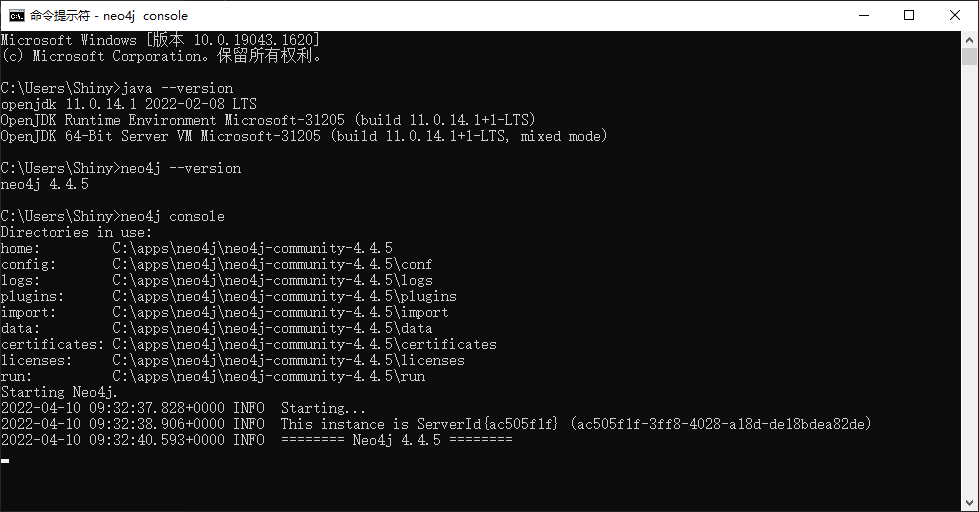 命令提示符 - neo4j console
Microsoft Windows [版本 10.0.19043.1620]
(c) Microsoft Corporation。保留所有权利。
C:\Users\Shiny>java --version
openjdk 11.0.14.1 2022-02-08 LTS
OpenJDK Runtime Environment Microsoft-31205 (build 11.0.14.1+1-LTS)
OpenJDK 64-Bit Server VM Microsoft-31205 (build 11.0.14.1+1-LTS, mixed mode)
C:\Users\Shiny>neo4j --version
neo4j 4.4.5
C:\Users\Shiny>neo4j console
Directories in use:
home:         C:\apps\neo4j\neo4j-community-4.4.5
config:       C:\apps\neo4j\neo4j-community-4.4.5\conf
logs:         C:\apps\neo4j\neo4j-community-4.4.5\logs
plugins:      C:\apps\neo4j\neo4j-community-4.4.5\plugins
import:       C:\apps\neo4j\neo4j-community-4.4.5\import
data:         C:\apps\neo4j\neo4j-community-4.4.5\data
certificates: C:\apps\neo4j\neo4j-community-4.4.5\certificates
licenses:     C:\apps\neo4j\neo4j-community-4.4.5\licenses
run:          C:\apps\neo4j\neo4j-community-4.4.5\run
Starting Neo4j.
2022-04-10 09:32:37.828+0000 INFO  Starting...
2022-04-10 09:32:38.906+0000 INFO  This instance is ServerId{ac505f1f} (ac505f1f-3ff8-4028-a18d-de18bdea82de)
2022-04-10 09:32:40.593+0000 INFO  ======== Neo4j 4.4.5 ========